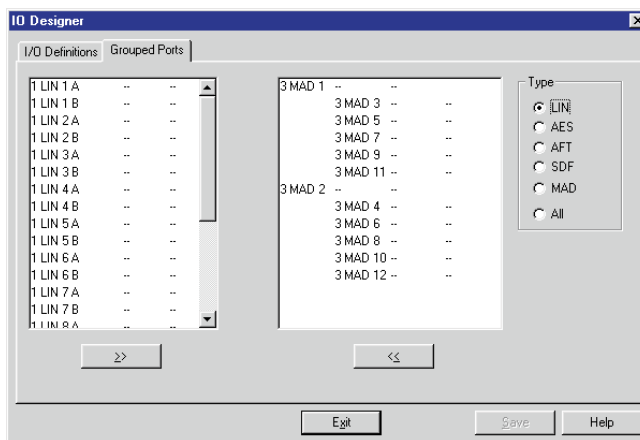 IO Designer
I/O Definitions
Grouped Ports
1 LIN 1 A -- --
1 LIN 1 B -- --
1 LIN 2 A -- --
1 LIN 2 B -- --
1 LIN 3 A -- --
1 LIN 3 B -- --
1 LIN 4 A -- --
1 LIN 4 B -- --
1 LIN 5 A -- --
1 LIN 5 B -- --
1 LIN 6 A -- --
1 LIN 6 B -- --
1 LIN 7 A -- --
1 LIN 7 B -- --
1 LIN 8 A -- --
>>
3 MAD 1 -- --
3 MAD 3 -- --
3 MAD 5 -- --
3 MAD 7 -- --
3 MAD 9 -- --
3 MAD 11 -- --
3 MAD 2 -- --
3 MAD 4 -- --
3 MAD 6 -- --
3 MAD 8 -- --
3 MAD 10 -- --
3 MAD 12 -- --
<<
Type
LIN
AES
AFT
SDF
MAD
All
Exit
Save
Help